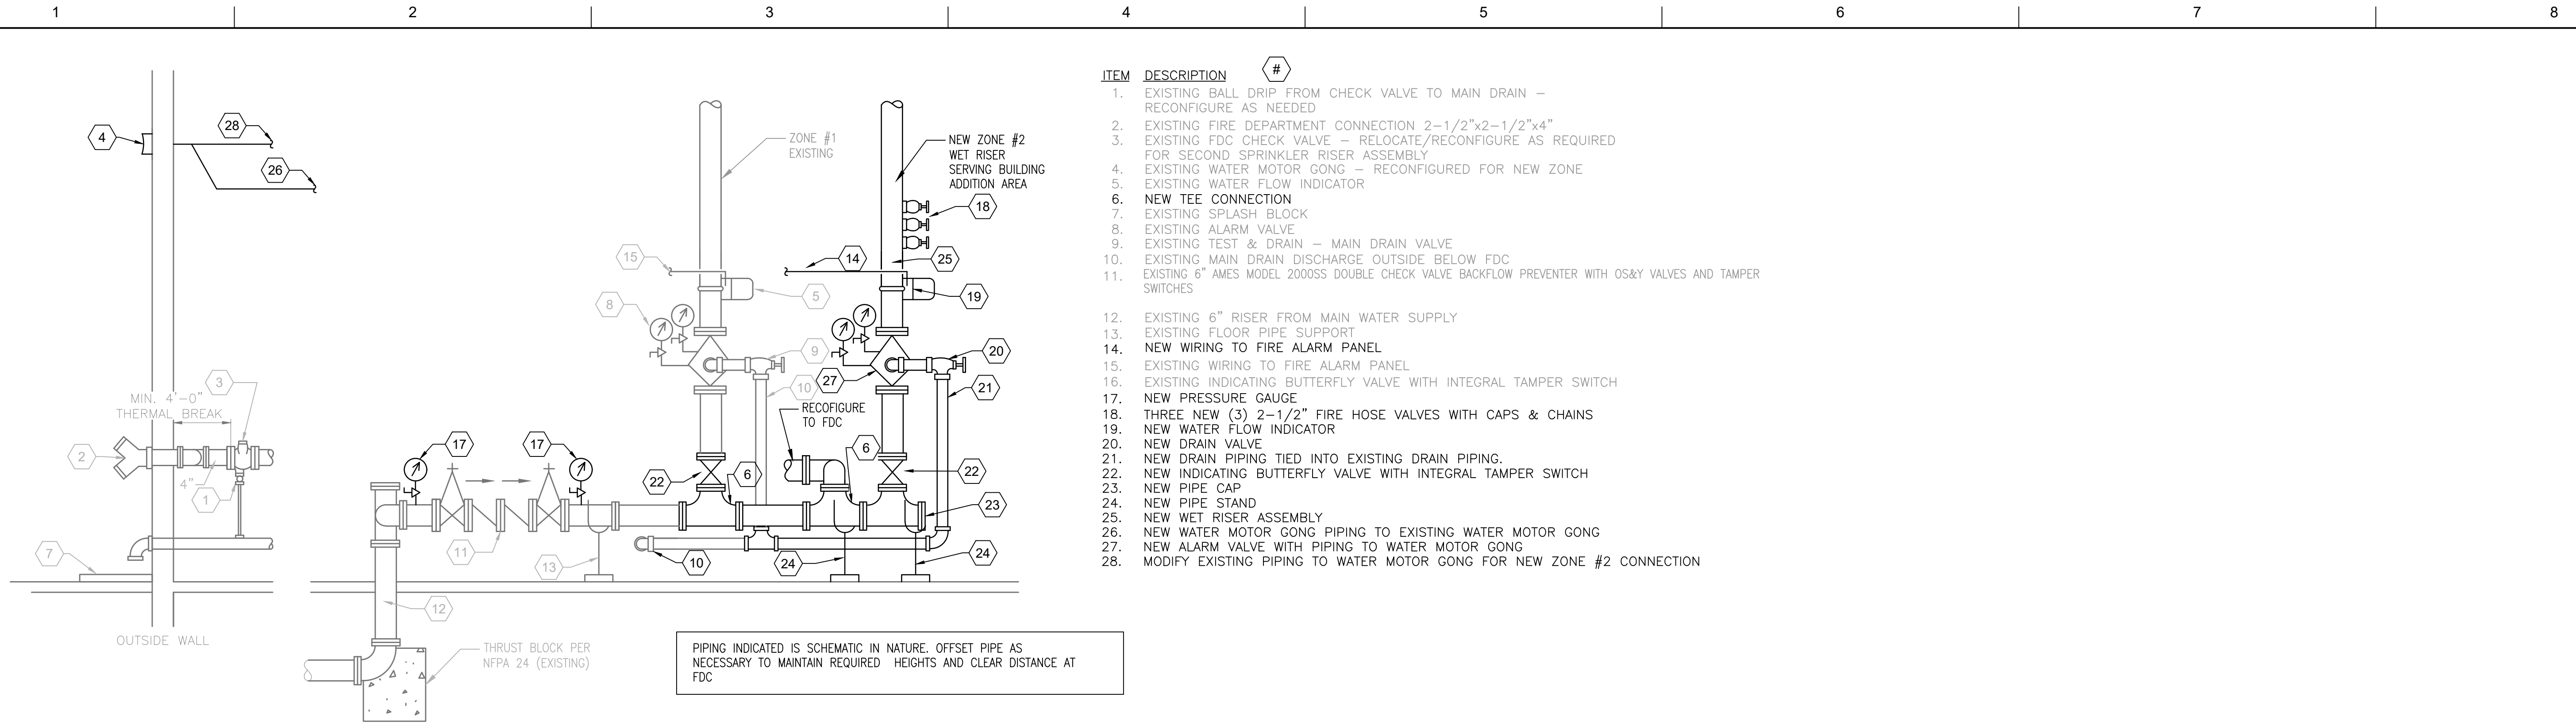 1 2 3 4 5 6 7 8
4
28
26
ZONE #1
EXISTING
NEW ZONE #2
WET RISER
SERVING BUILDING
ADDITION AREA
18
15
14
25
5
19
8
9
20
10
27
21
3
MIN. 4'-0"
THERMAL BREAK
RECOFIGURE
TO FDC
2
4"
1
17
17
22
6
6
22
23
7
11
13
10
24
24
12
OUTSIDE WALL
THRUST BLOCK PER
NFPA 24 (EXISTING)
PIPING INDICATED IS SCHEMATIC IN NATURE. OFFSET PIPE AS
NECESSARY TO MAINTAIN REQUIRED HEIGHTS AND CLEAR DISTANCE AT
FDC
ITEM DESCRIPTION #
1. EXISTING BALL DRIP FROM CHECK VALVE TO MAIN DRAIN –
RECONFIGURE AS NEEDED
2. EXISTING FIRE DEPARTMENT CONNECTION 2-1/2"x2-1/2"x4"
3. EXISTING FDC CHECK VALVE – RELOCATE/RECONFIGURE AS REQUIRED
FOR SECOND SPRINKLER RISER ASSEMBLY
4. EXISTING WATER MOTOR GONG – RECONFIGURED FOR NEW ZONE
5. EXISTING WATER FLOW INDICATOR
6. NEW TEE CONNECTION
7. EXISTING SPLASH BLOCK
8. EXISTING ALARM VALVE
9. EXISTING TEST & DRAIN – MAIN DRAIN VALVE
10. EXISTING MAIN DRAIN DISCHARGE OUTSIDE BELOW FDC
11. EXISTING 6" AMES MODEL 2000SS DOUBLE CHECK VALVE BACKFLOW PREVENTER WITH OS&Y VALVES AND TAMPER
SWITCHES
12. EXISTING 6" RISER FROM MAIN WATER SUPPLY
13. EXISTING FLOOR PIPE SUPPORT
14. NEW WIRING TO FIRE ALARM PANEL
15. EXISTING WIRING TO FIRE ALARM PANEL
16. EXISTING INDICATING BUTTERFLY VALVE WITH INTEGRAL TAMPER SWITCH
17. NEW PRESSURE GAUGE
18. THREE NEW (3) 2-1/2" FIRE HOSE VALVES WITH CAPS & CHAINS
19. NEW WATER FLOW INDICATOR
20. NEW DRAIN VALVE
21. NEW DRAIN PIPING TIED INTO EXISTING DRAIN PIPING.
22. NEW INDICATING BUTTERFLY VALVE WITH INTEGRAL TAMPER SWITCH
23. NEW PIPE CAP
24. NEW PIPE STAND
25. NEW WET RISER ASSEMBLY
26. NEW WATER MOTOR GONG PIPING TO EXISTING WATER MOTOR GONG
27. NEW ALARM VALVE WITH PIPING TO WATER MOTOR GONG
28. MODIFY EXISTING PIPING TO WATER MOTOR GONG FOR NEW ZONE #2 CONNECTION